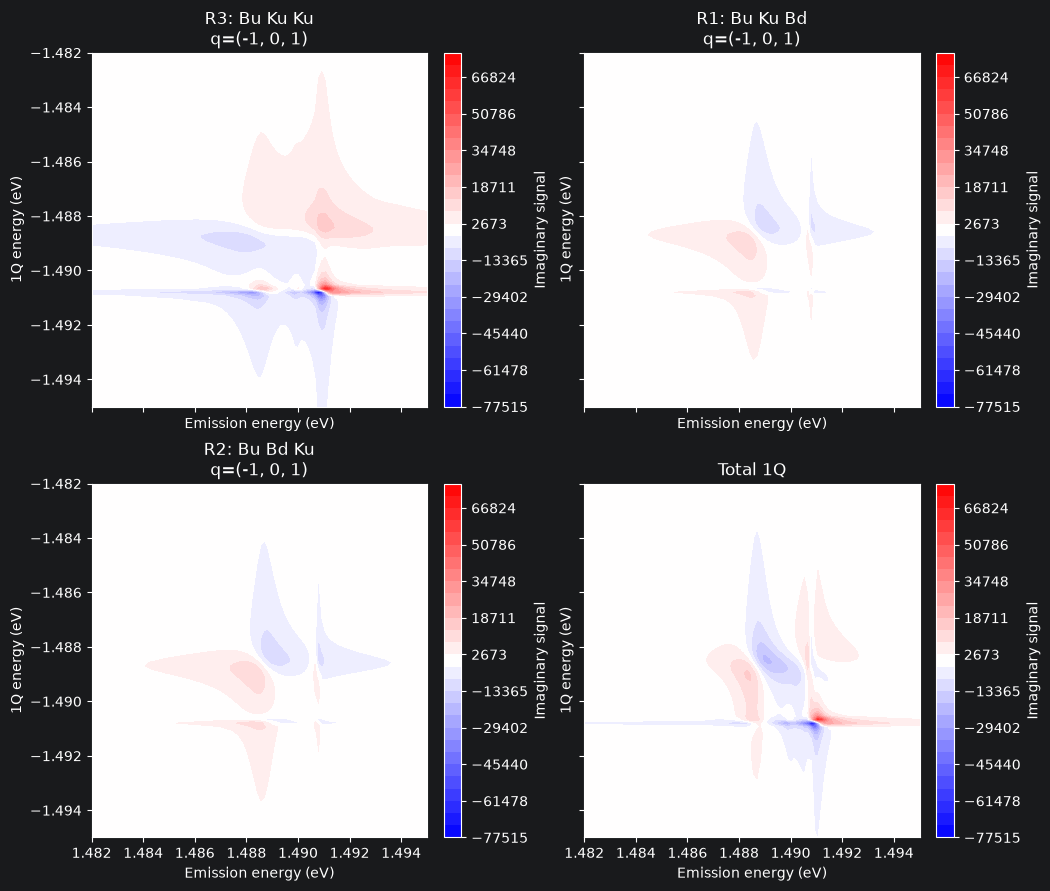 R3: Bu Ku Ku
q=(-1, 0, 1)
−1.482
−1.484
−1.486
−1.488
−1.490
−1.492
−1.494
1Q energy (eV)
Emission energy (eV)
66824
50786
34748
18711
2673
−13365
−29402
−45440
−61478
−77515
Imaginary signal
R1: Bu Ku Bd
q=(-1, 0, 1)
1Q energy (eV)
Emission energy (eV)
66824
50786
34748
18711
2673
−13365
−29402
−45440
−61478
−77515
Imaginary signal
R2: Bu Bd Ku
q=(-1, 0, 1)
−1.482
−1.484
−1.486
−1.488
−1.490
−1.492
−1.494
1Q energy (eV)
1.482 1.484 1.486 1.488 1.490 1.492 1.494
Emission energy (eV)
66824
50786
34748
18711
2673
−13365
−29402
−45440
−61478
−77515
Imaginary signal
Total 1Q
1Q energy (eV)
1.482 1.484 1.486 1.488 1.490 1.492 1.494
Emission energy (eV)
66824
50786
34748
18711
2673
−13365
−29402
−45440
−61478
−77515
Imaginary signal